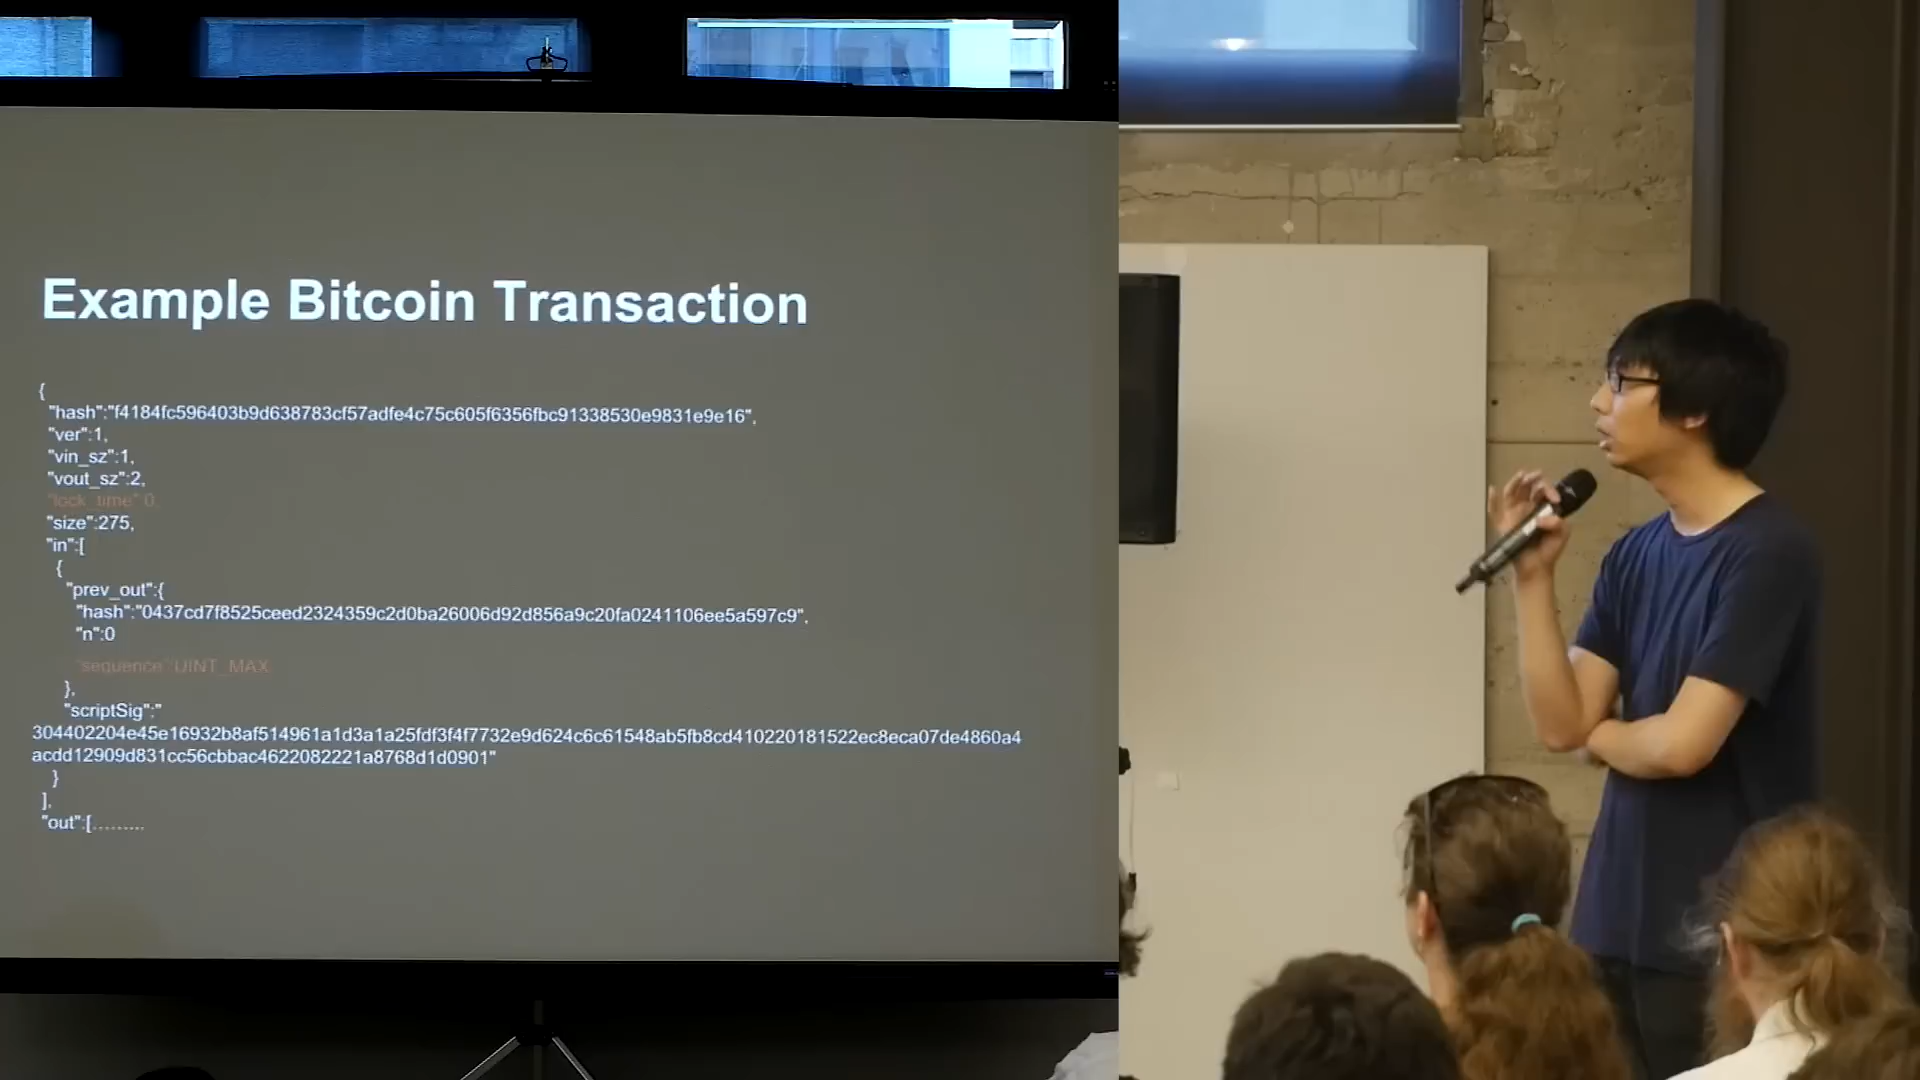 Example Bitcoin Transaction
{
"hash":"f4184fc596403b9d638783cf57adfe4c75c605f6356fbc91338530e9831e9e16",
"ver":1,
"vin_sz":1,
"vout_sz":2,
"lock_time":0,
"size":275,
"in":[
{
"prev_out":{
"hash":"0437cd7f8525ceed2324359c2d0ba26006d92d856a9c20fa0241106ee5a597c9",
"n":0
"sequence":UINT_MAX,
},
"scriptSig":"
304402204e45e16932b8af514961a1d3a1a25fdf3f4f7732e9d624c6c61548ab5fb8cd410220181522ec8eca07de4860a4
acdd12909d831cc56cbbac4622082221a8768d1d0901"
}
],
"out":[.........